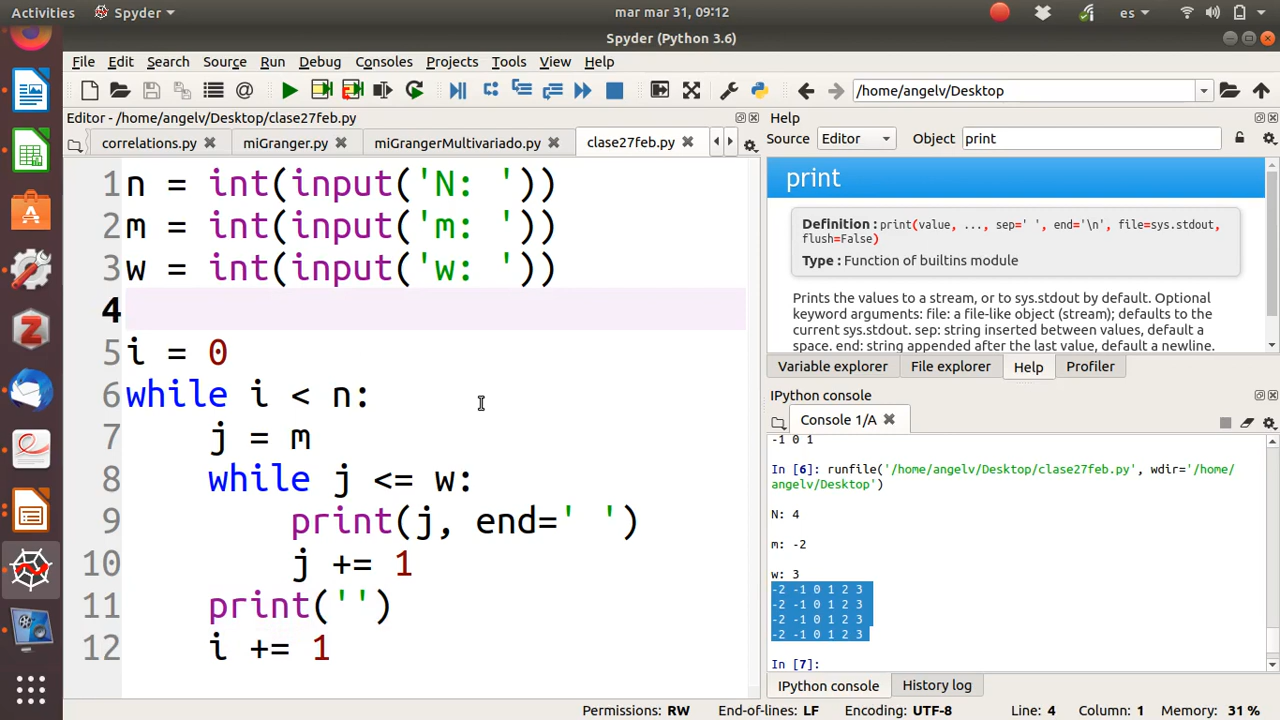 Activities Spyder mar mar 31, 09:12 es
Spyder (Python 3.6)
File Edit Search Source Run Debug Consoles Projects Tools View Help
/home/angelv/Desktop
Editor - /home/angelv/Desktop/clase27feb.py
correlations.py miGranger.py miGrangerMultivariado.py clase27feb.py
1 n = int(input('N: '))
2 m = int(input('m: '))
3 w = int(input('w: '))
4
5 i = 0
6 while i < n:
7     j = m
8     while j <= w:
9         print(j, end=' ')
10         j += 1
11     print('')
12     i += 1
Help
Source Editor Object print
print
Definition : print(value, ..., sep=' ', end='\n', file=sys.stdout,
flush=False)
Type : Function of builtins module
Prints the values to a stream, or to sys.stdout by default. Optional
keyword arguments: file: a file-like object (stream); defaults to the
current sys.stdout. sep: string inserted between values, default a
space. end: string appended after the last value, default a newline.
Variable explorer File explorer Help Profiler
IPython console
Console 1/A
-1 0 1
In [6]: runfile('/home/angelv/Desktop/clase27feb.py', wdir='/home/
angelv/Desktop')
N: 4
m: -2
w: 3
-2 -1 0 1 2 3
-2 -1 0 1 2 3
-2 -1 0 1 2 3
-2 -1 0 1 2 3
In [7]:
IPython console History log
Permissions: RW End-of-lines: LF Encoding: UTF-8 Line: 4 Column: 1 Memory: 31 %